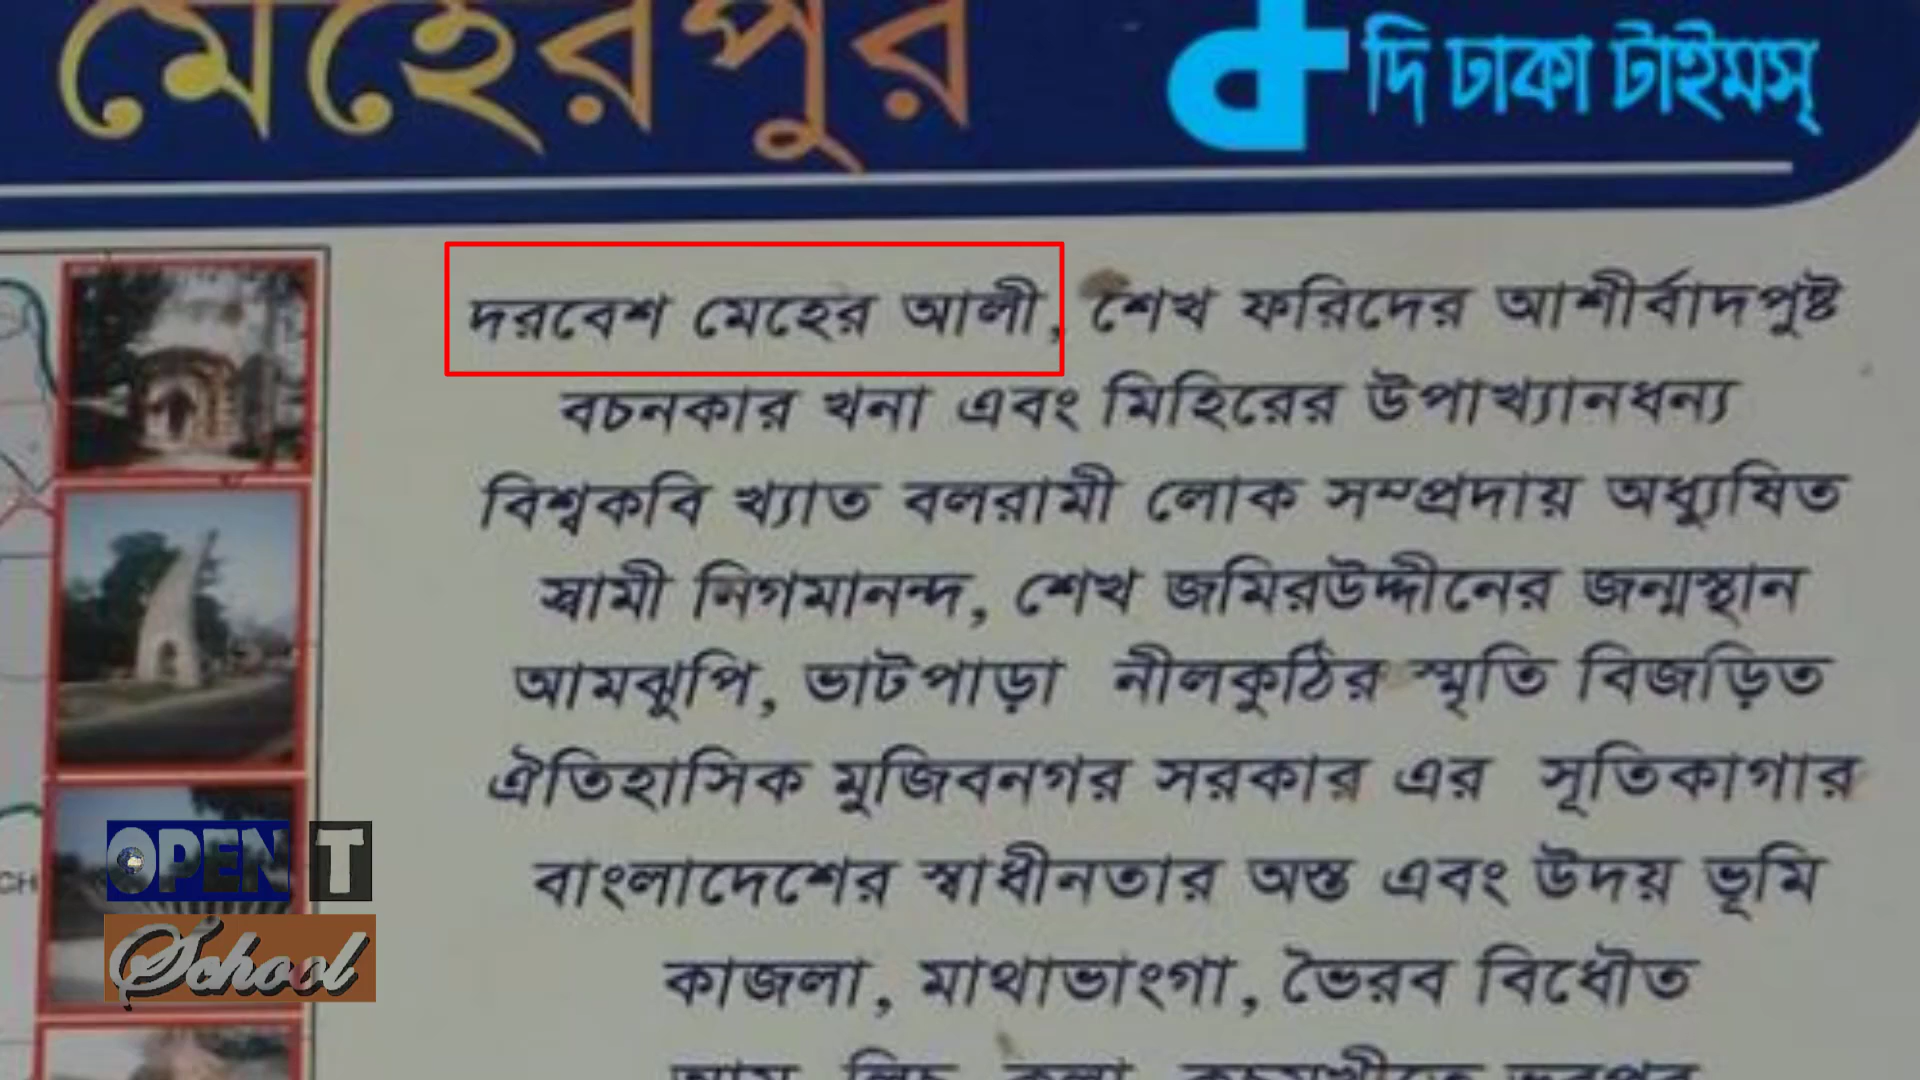 মেহেরপুর
দি ঢাকা টাইমস্
দরবেশ মেহের আলী, শেখ ফরিদের আশীর্বাদপুষ্ট
বচনকার খনা এবং মিহিরের উপাখ্যানধন্য
বিশ্বকবি খ্যাত বলরামী লোক সম্প্রদায় অধ্যুষিত
স্বামী নিগমানন্দ, শেখ জমিরউদ্দীনের জন্মস্থান
আমঝুপি, ভাটপাড়া নীলকুঠির স্মৃতি বিজড়িত
ঐতিহাসিক মুজিবনগর সরকার এর সূতিকাগার
বাংলাদেশের স্বাধীনতার অস্ত এবং উদয় ভূমি
কাজলা, মাথাভাংগা, ভৈরব বিধৌত
OPEN T
School